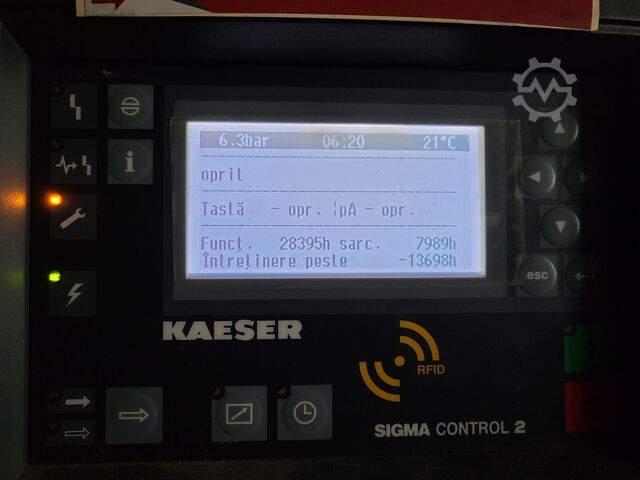 6.3bar 06:20 21°C
oprit
Tastă - opr. ¦pA - opr.
Funcț. 28395h sarc. 7989h
Întreținere peste -13698h
esc
KAESER
RFID
SIGMA CONTROL 2